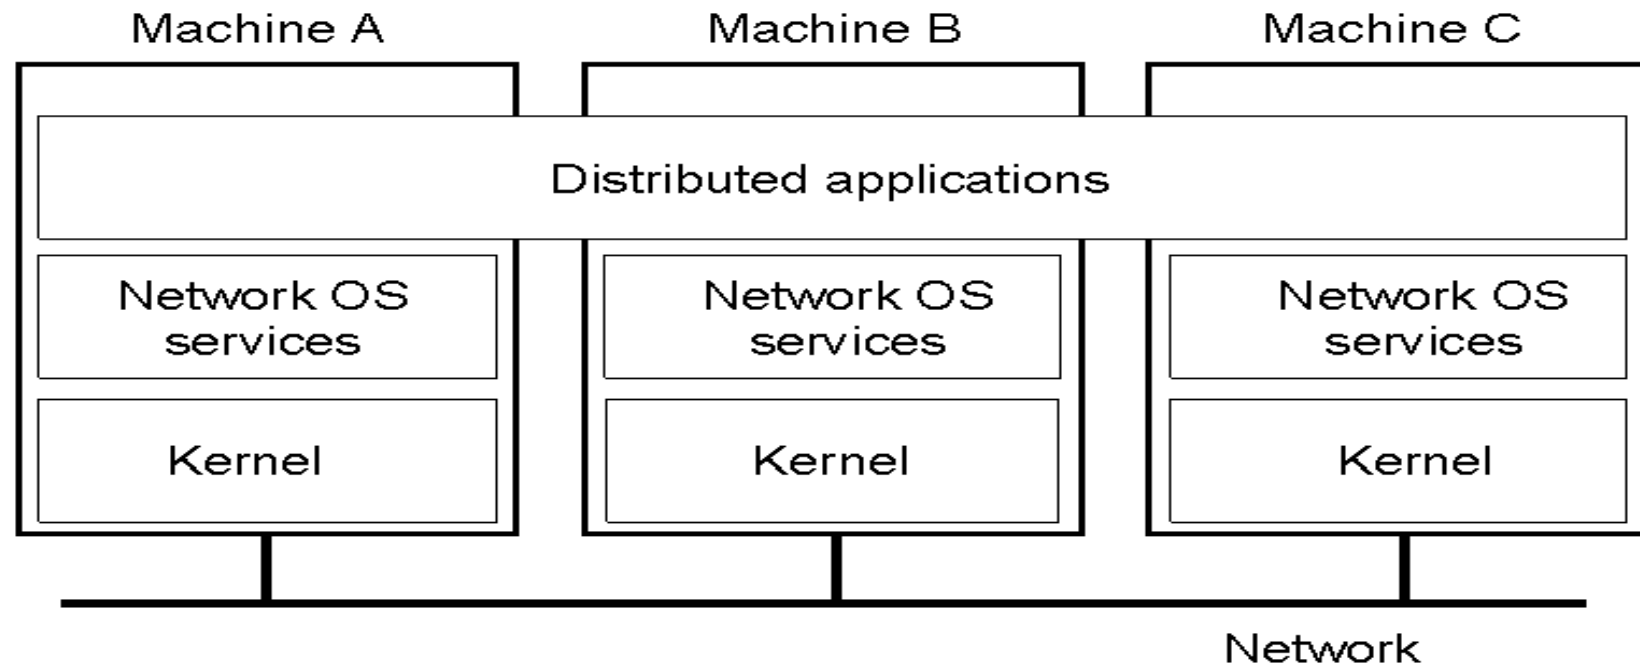 Machine A
Machine B
Machine C
Distributed applications
Network OS
services
Network OS
services
Network OS
services
Kernel
Kernel
Kernel
Network